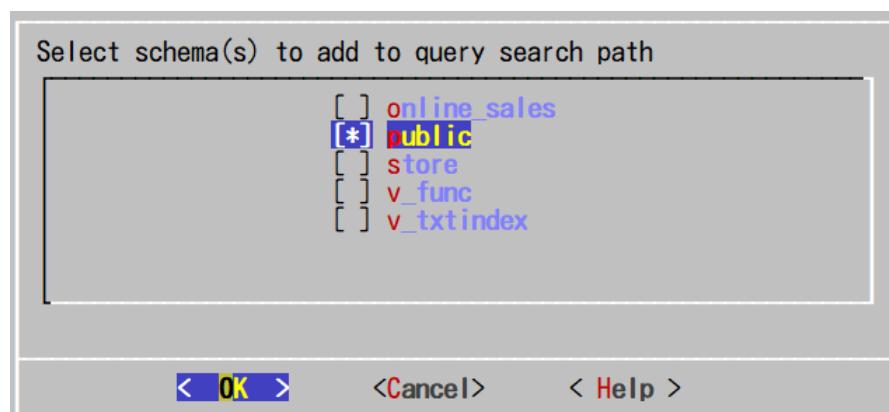 Select schema(s) to add to query search path
[ ] online_sales
[*] public
[ ] store
[ ] v_func
[ ] v_txtindex
< OK > <Cancel> < Help >